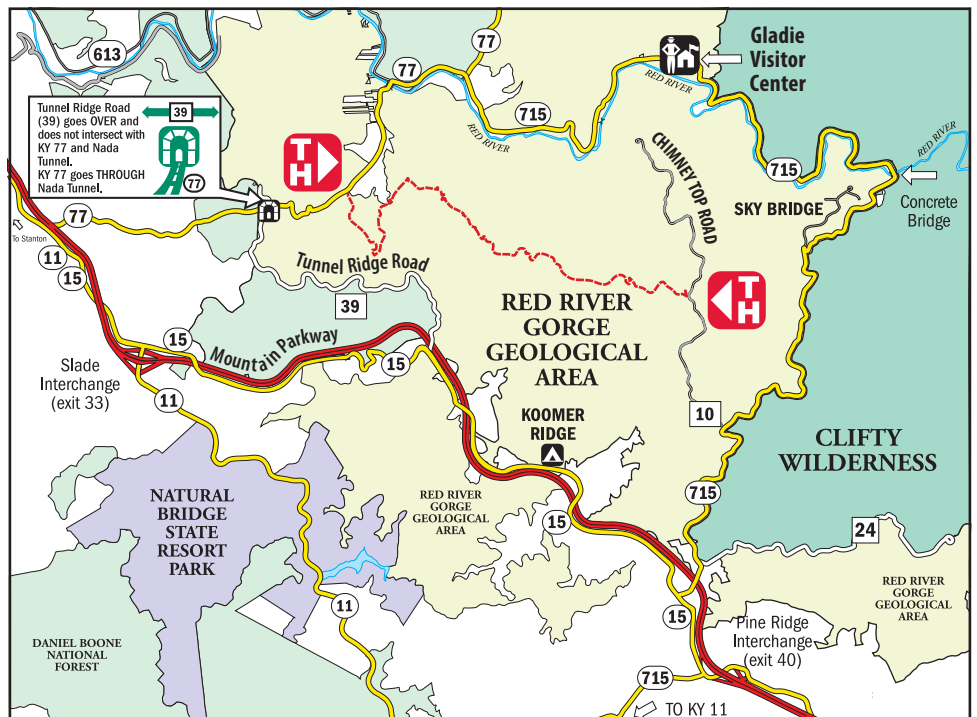 613
77
77
Gladie
Visitor
Center
RED RIVER
715
RED RIVER
Tunnel Ridge Road
(39) goes OVER and
does not intersect with
KY 77 and Nada
Tunnel.
KY 77 goes THROUGH
Nada Tunnel.
39
77
T
H
CHIMNEY TOP ROAD
715
RED RIVER
SKY BRIDGE
Concrete
Bridge
77
To Stanton
11
15
Tunnel Ridge Road
39
RED RIVER
GORGE
GEOLOGICAL
AREA
T
H
Mountain Parkway
15
15
Slade
Interchange
(exit 33)
11
KOOMER
RIDGE
10
CLIFTY
WILDERNESS
NATURAL
BRIDGE
STATE
RESORT
PARK
RED RIVER
GORGE
GEOLOGICAL
AREA
715
15
24
RED RIVER
GORGE
GEOLOGICAL
AREA
11
15
Pine Ridge
Interchange
(exit 40)
DANIEL BOONE
NATIONAL
FOREST
715
TO KY 11